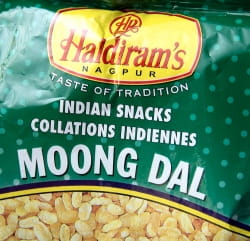 HR
Haldiram's
NAGPUR
TASTE OF TRADITION
INDIAN SNACKS
COLLATIONS INDIENNES
MOONG DAL